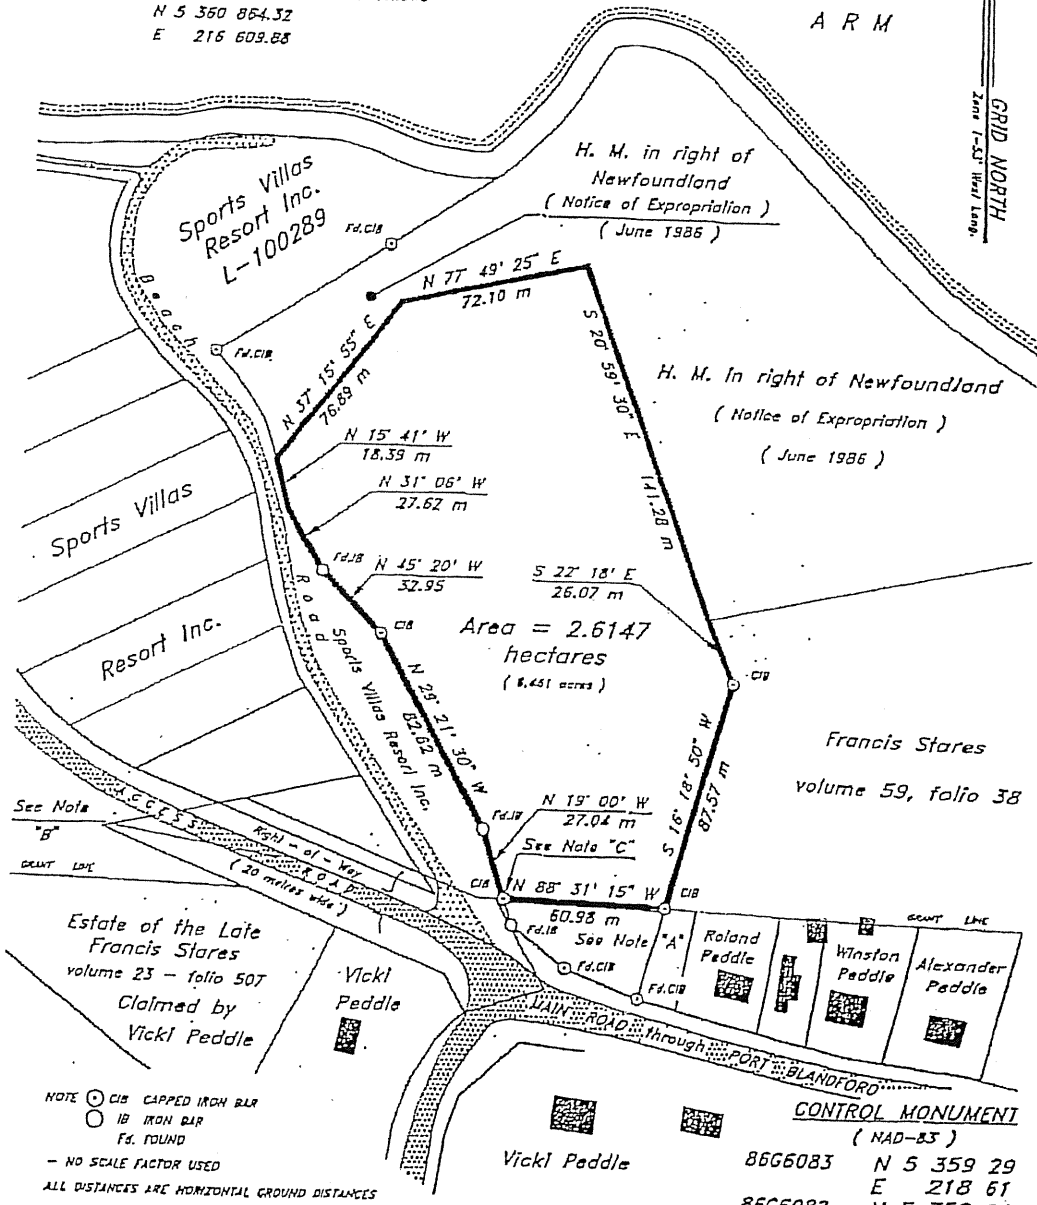 N 5 360 864.32
E 216 609.68
A R M
GRID NORTH
Zone 1-53° West Long.
H. M. in right of
Newfoundland
( Notice of Expropriation )
( June 1986 )
Sports Villas
Resort Inc.
L-100289
Fd.CIB
Fd.CIB
Beach
Road
N 77° 49' 25" E
72.10 m
N 37° 15' 55" E
76.89 m
S 20° 59' 30" E
141.28 m
H. M. in right of Newfoundland
( Notice of Expropriation )
( June 1986 )
N 15° 41' W
18.39 m
N 31° 06' W
27.62 m
Sports Villas
Resort Inc.
Fd.IB
N 45° 20' W
32.95
CIB
S 22° 18' E
26.07 m
Area = 2.6147
hectares
( 6.461 acres )
CIB
Sports Villas Resort Inc.
N 29° 21' 30" W
82.62 m
S 16° 18' 50" W
87.57 m
Francis Stares
volume 59, folio 38
See Note
"B"
GRANT LINE
ACCESS ROAD
Right-of-Way
( 20 metres wide )
Fd.IB
N 19° 00' W
27.04 m
See Note "C"
CIB
N 88° 31' 15" W
60.98 m
CIB
GRANT LINE
Fd.IB
See Note "A"
Fd.CIB
Fd.CIB
Roland
Peddle
Winston
Peddle
Alexander
Peddle
Estate of the Late
Francis Stares
volume 23 - folio 507
Claimed by
Vicki Peddle
Vicki
Peddle
MAIN ROAD through PORT BLANDFORD
NOTE CIB CAPPED IRON BAR
IB IRON BAR
Fd. FOUND
- NO SCALE FACTOR USED
ALL DISTANCES ARE HORIZONTAL GROUND DISTANCES
Vicki Peddle
CONTROL MONUMENT
( NAD-83 )
86G6083 N 5 359 29
E 218 61